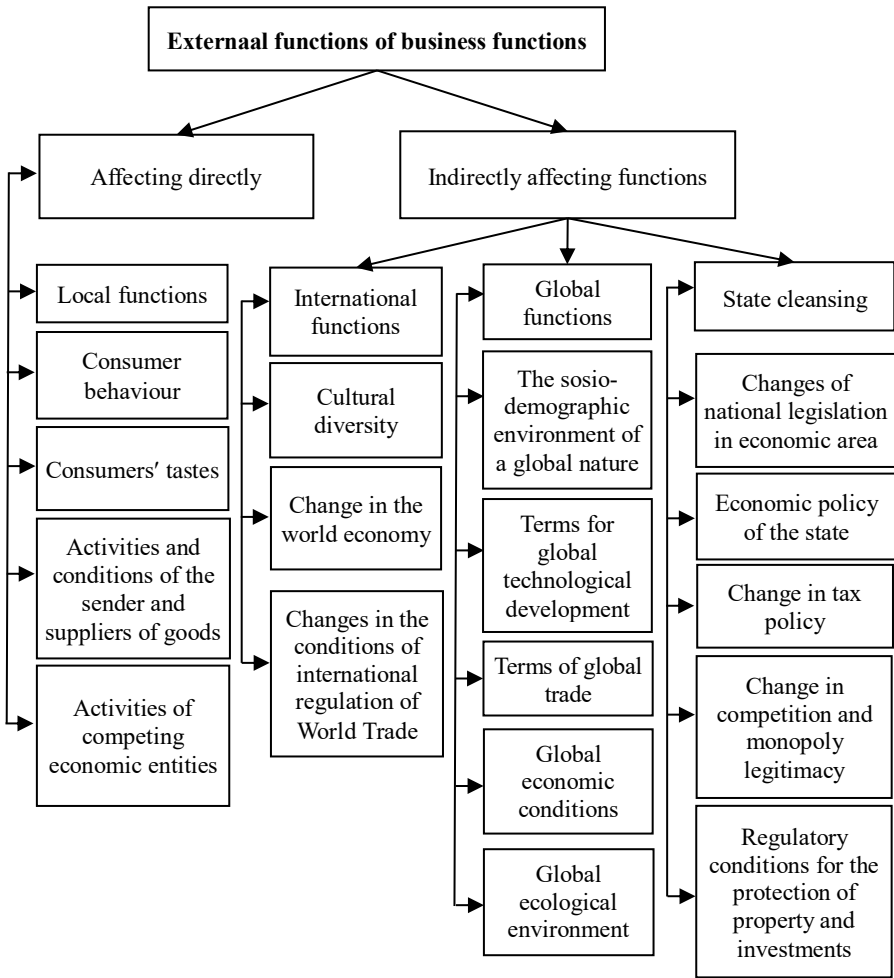 Externaal functions of business functions
Affecting directly
Indirectly affecting functions
Local functions
Consumer
behaviour
Consumers' tastes
Activities and
conditions of the
sender and
suppliers of goods
Activities of
competing
economic entities
International
functions
Cultural
diversity
Change in the
world economy
Changes in the
conditions of
international
regulation of
World Trade
Global
functions
The sosio-
demographic
environment of
a global nature
Terms for
global
technological
development
Terms of global
trade
Global
economic
conditions
Global
ecological
environment
State cleansing
Changes of
national legislation
in economic area
Economic policy
of the state
Change in tax
policy
Change in
competition and
monopoly
legitimacy
Regulatory
conditions for the
protection of
property and
investments